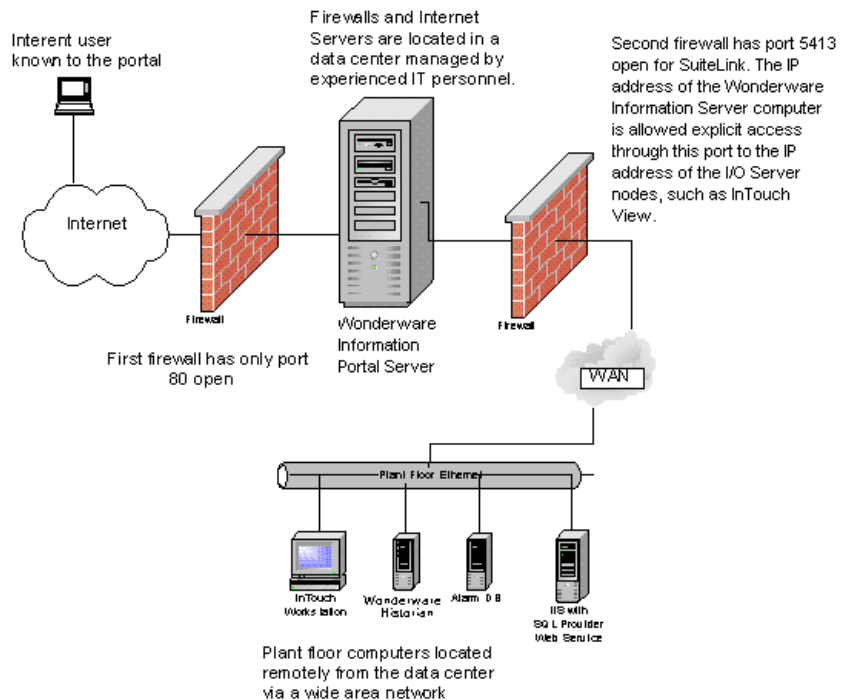 Interent user
known to the portal
Firewalls and Internet
Servers are located in a
data center managed by
experienced IT personnel.
Second firewall has port 5413
open for SuiteLink. The IP
address of the Wonderware
Information Server computer
is allowed explicit access
through this port to the IP
address of the I/O Server
nodes, such as InTouch
View.
Internet
Firewall
Firewall
First firewall has only port
80 open
Wonderware
Information
Portal Server
WAN
Plant Floor Ethernet
InTouch
Workstation
Wonderware
Historian
Alarm DB
IIS with
SQL Provider
Web Service
Plant floor computers located
remotely from the data center
via a wide area network